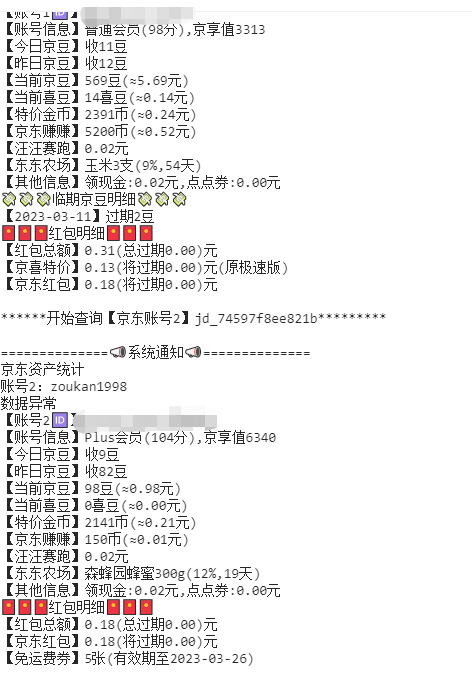 【账号1🆔】
【账号信息】普通会员(98分),京享值3313
【今日京豆】收11豆
【昨日京豆】收12豆
【当前京豆】569豆(≈5.69元)
【当前喜豆】14喜豆(≈0.14元)
【特价金币】2391币(≈0.24元)
【京东赚赚】5200币(≈0.52元)
【汪汪赛跑】0.02元
【东东农场】玉米3支(9%,54天)
【其他信息】领现金:0.02元,点点券:0.00元
💸💸💸临期京豆明细💸💸💸
【2023-03-11】过期2豆
🧧🧧🧧红包明细🧧🧧🧧
【红包总额】0.31(总过期0.00)元
【京喜特价】0.13(将过期0.00)元(原极速版)
【京东红包】0.18(将过期0.00)元
******开始查询【京东账号2】jd_74597f8ee821b*********
==============📣系统通知📣==============
京东资产统计
账号2：zoukan1998
数据异常
【账号2🆔】
【账号信息】Plus会员(104分),京享值6340
【今日京豆】收9豆
【昨日京豆】收82豆
【当前京豆】98豆(≈0.98元)
【当前喜豆】0喜豆(≈0.00元)
【特价金币】2141币(≈0.21元)
【京东赚赚】150币(≈0.01元)
【汪汪赛跑】0.02元
【东东农场】森蜂园蜂蜜300g(12%,19天)
【其他信息】领现金:0.02元,点点券:0.00元
🧧🧧🧧红包明细🧧🧧🧧
【红包总额】0.18(总过期0.00)元
【京东红包】0.18(将过期0.00)元
【免运费券】5张(有效期至2023-03-26)